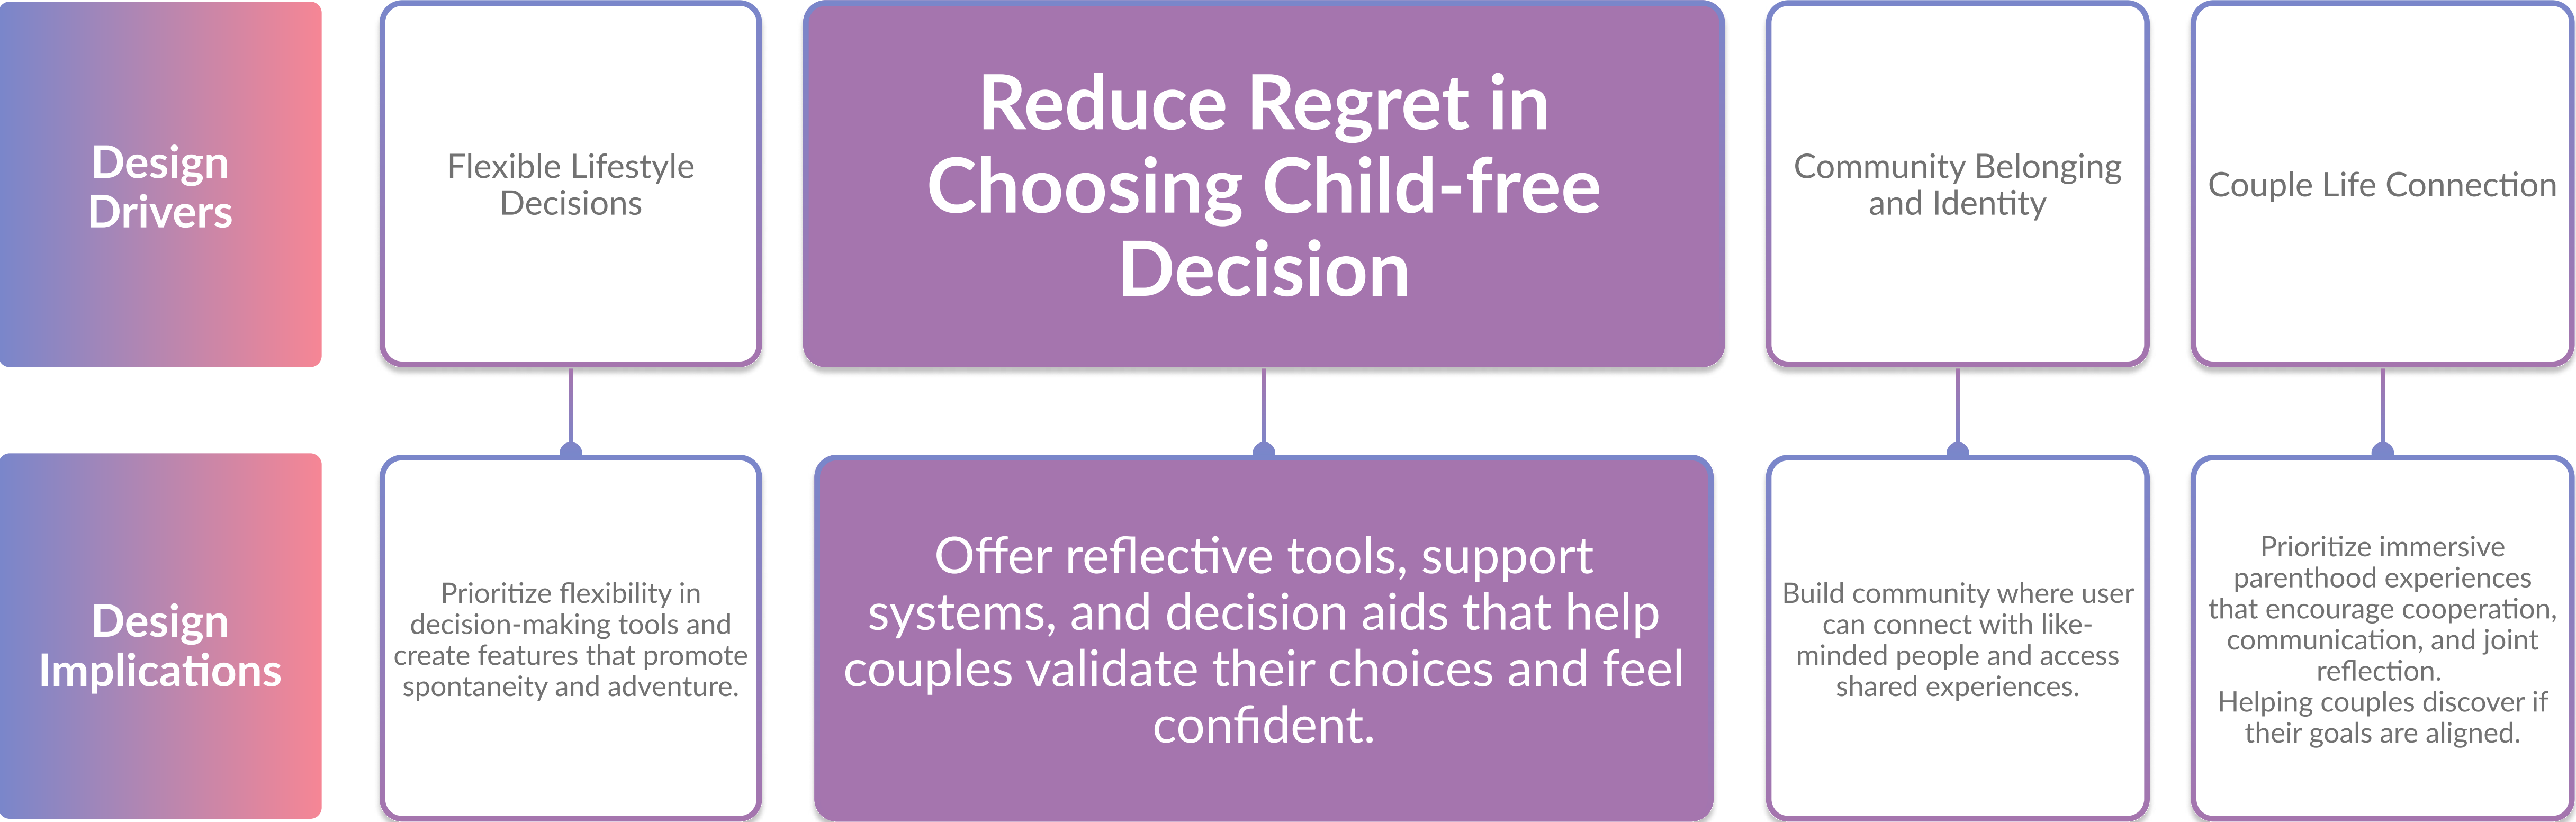 Design
Drivers
Flexible Lifestyle
Decisions
Reduce Regret in
Choosing Child-free
Decision
Community Belonging
and Identity
Couple Life Connection
Design
Implications
Prioritize flexibility in
decision-making tools and
create features that promote
spontaneity and adventure.
Offer reflective tools, support
systems, and decision aids that help
couples validate their choices and feel
confident.
Build community where user
can connect with like-
minded people and access
shared experiences.
Prioritize immersive
parenthood experiences
that encourage cooperation,
communication, and joint
reflection.
Helping couples discover if
their goals are aligned.